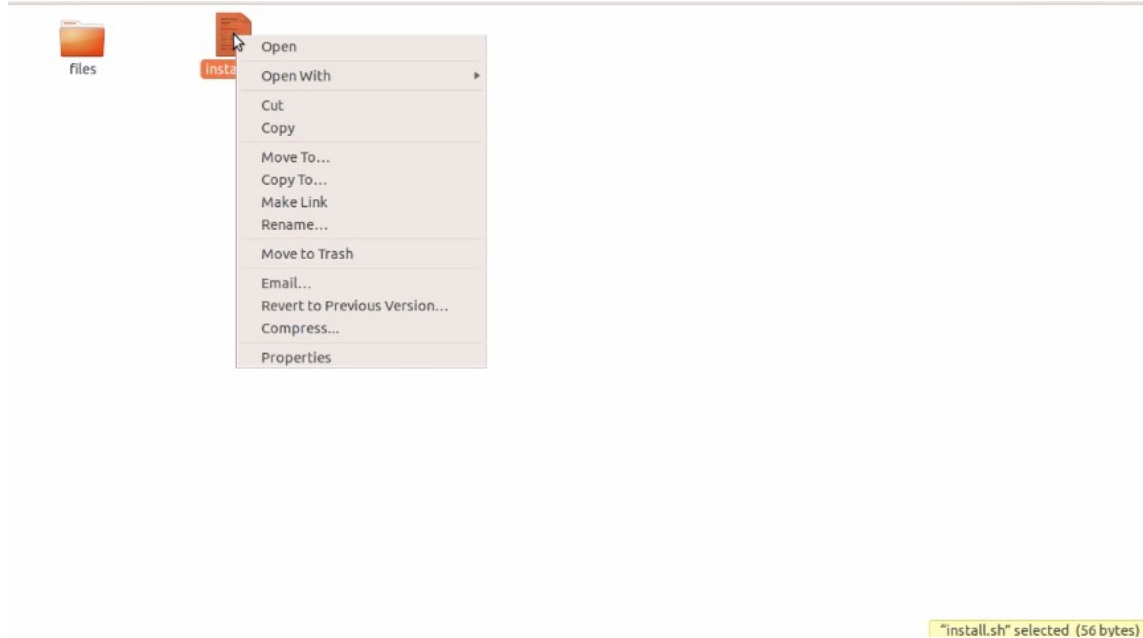 files
insta
Open
Open With
Cut
Copy
Move To...
Copy To...
Make Link
Rename...
Move to Trash
Email...
Revert to Previous Version...
Compress...
Properties
"install.sh" selected (56 bytes)